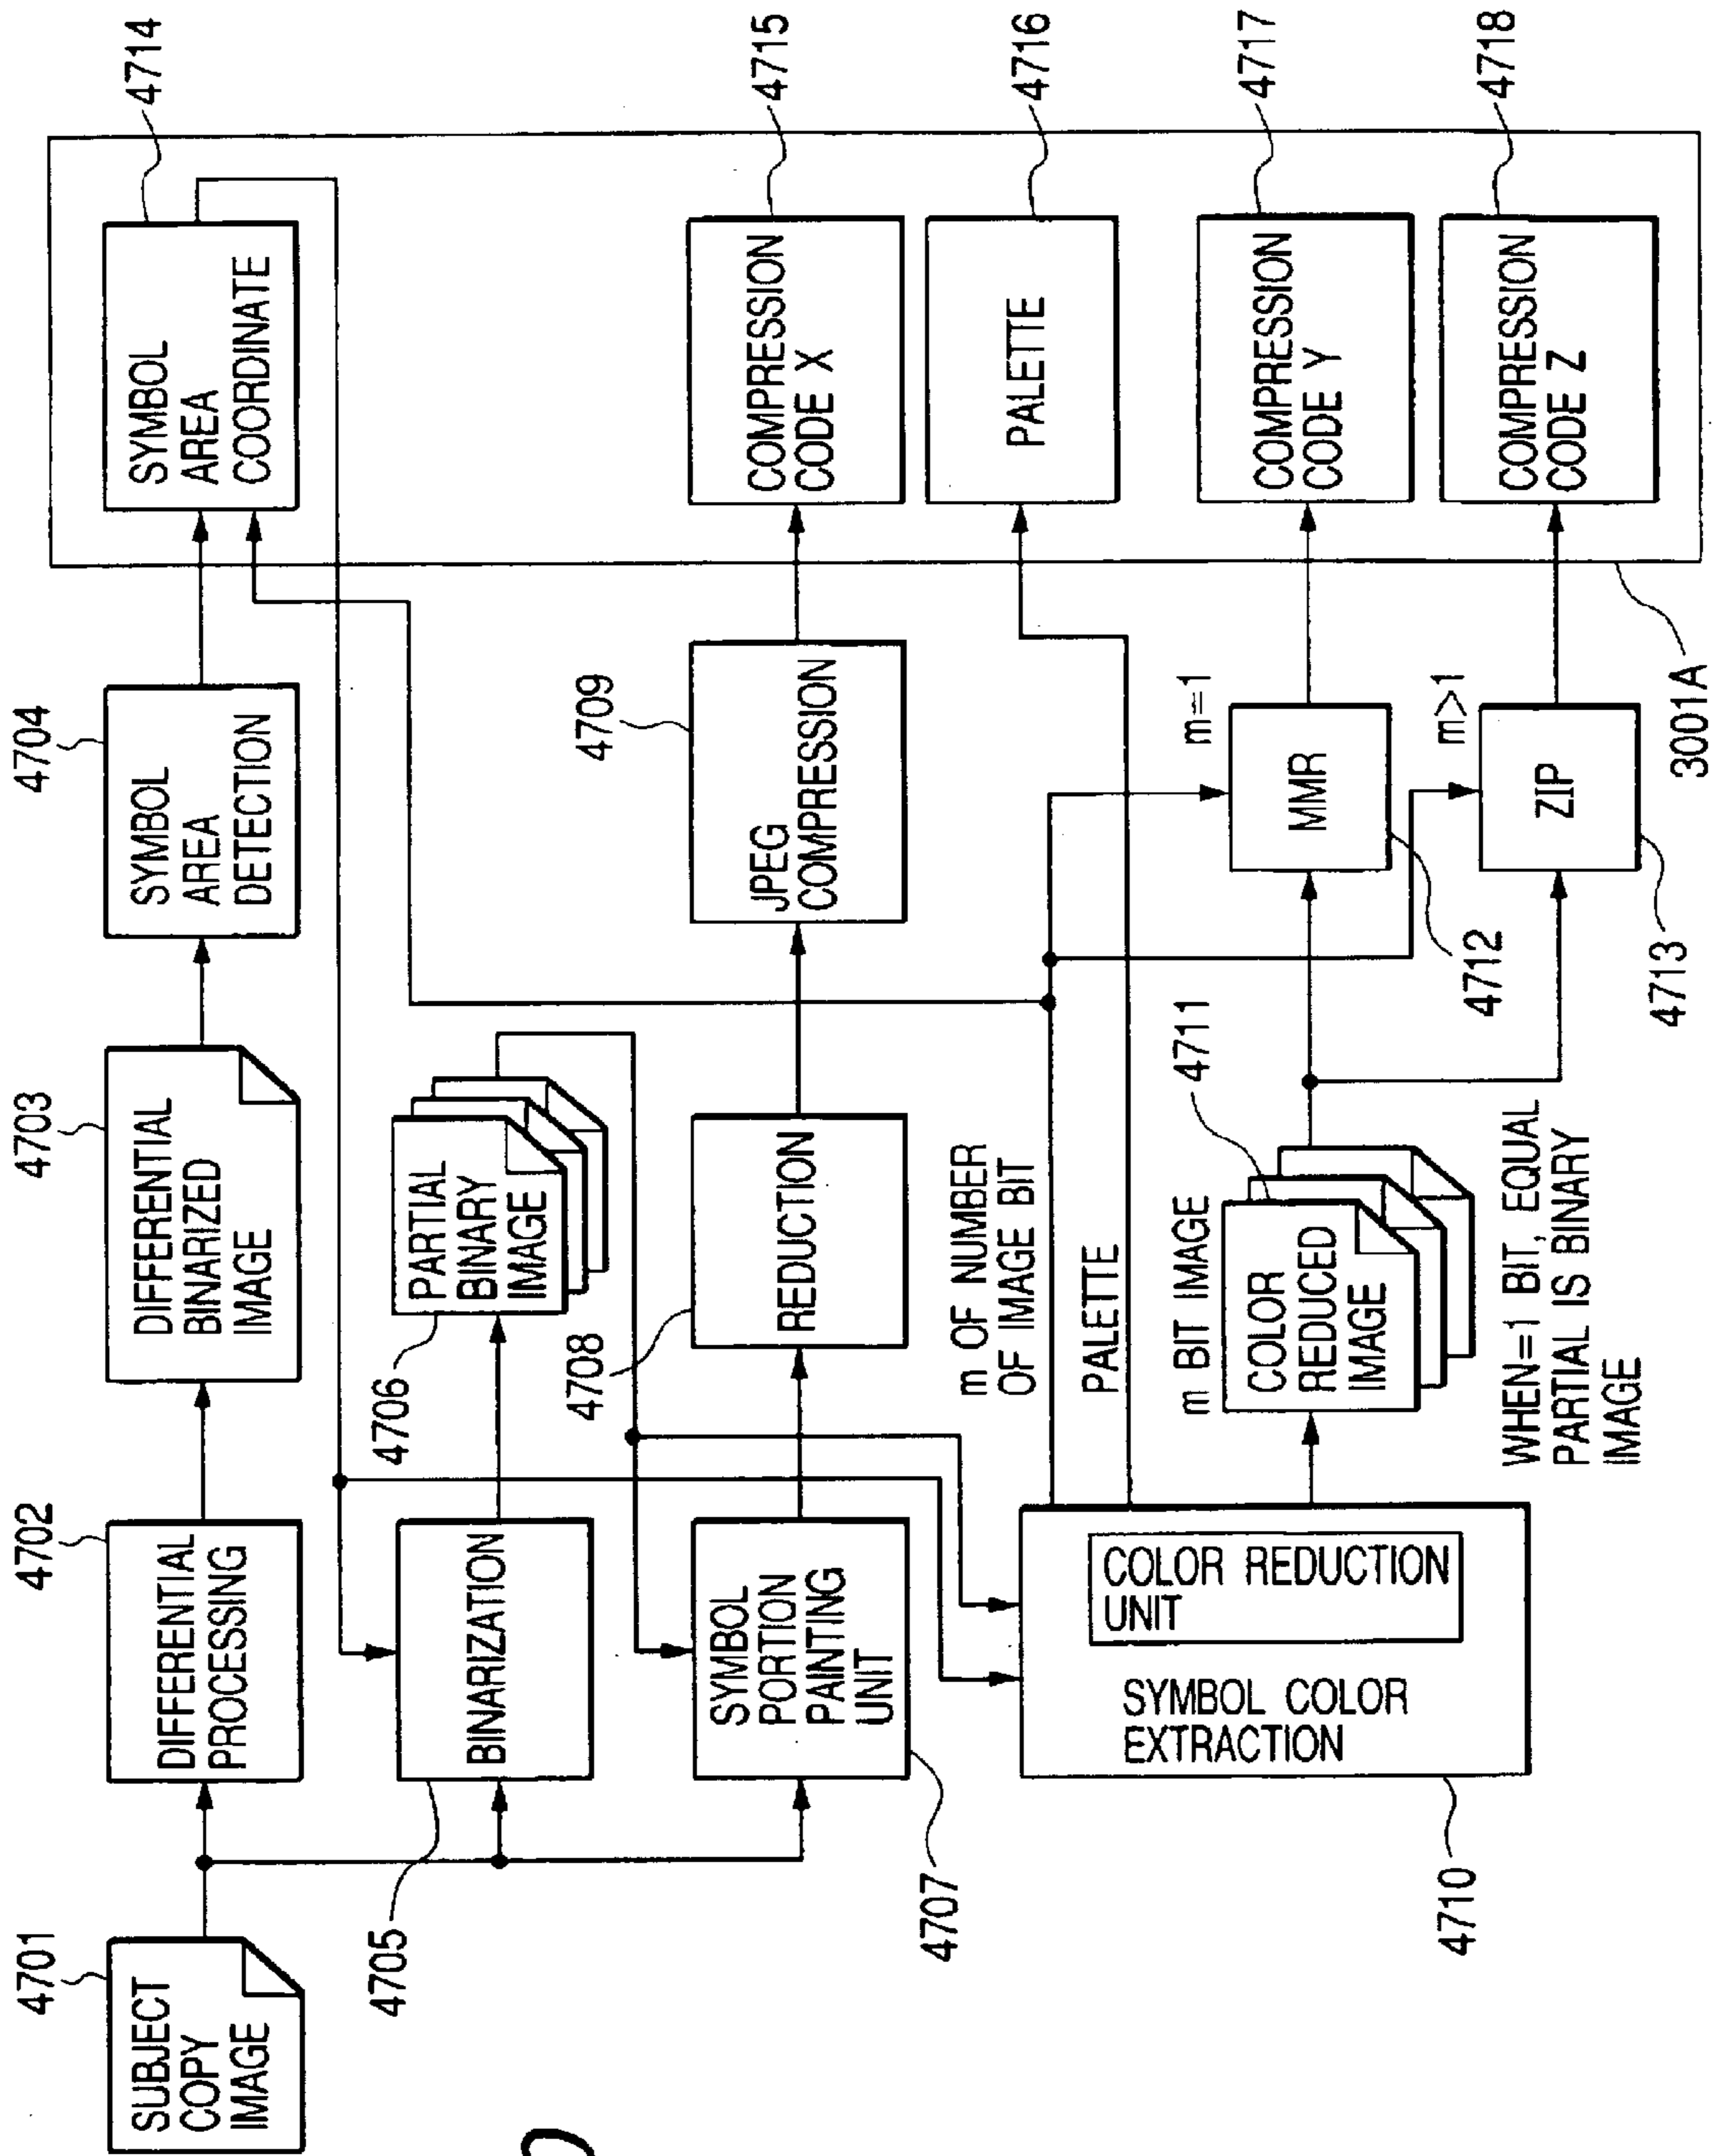 4701
SUBJECT
COPY
IMAGE
4702
DIFFERENTIAL
PROCESSING
4703
DIFFERENTIAL
BINARIZED
IMAGE
4704
SYMBOL
AREA
DETECTION
4714
SYMBOL
AREA
COORDINATE
4705
BINARIZATION
4706
PARTIAL
BINARY
IMAGE
4707
SYMBOL
PORTION
PAINTING
UNIT
4708
REDUCTION
4709
JPEG
COMPRESSION
4715
COMPRESSION
CODE X
4716
PALETTE
m OF NUMBER
OF IMAGE BIT
PALETTE
4710
COLOR REDUCTION
UNIT
SYMBOL COLOR
EXTRACTION
m BIT IMAGE
4711
COLOR
REDUCED
IMAGE
WHEN=1 BIT, EQUAL
PARTIAL IS BINARY
IMAGE
m=1
MMR
4712
4717
COMPRESSION
CODE Y
m>1
ZIP
4713
4718
COMPRESSION
CODE Z
3001A